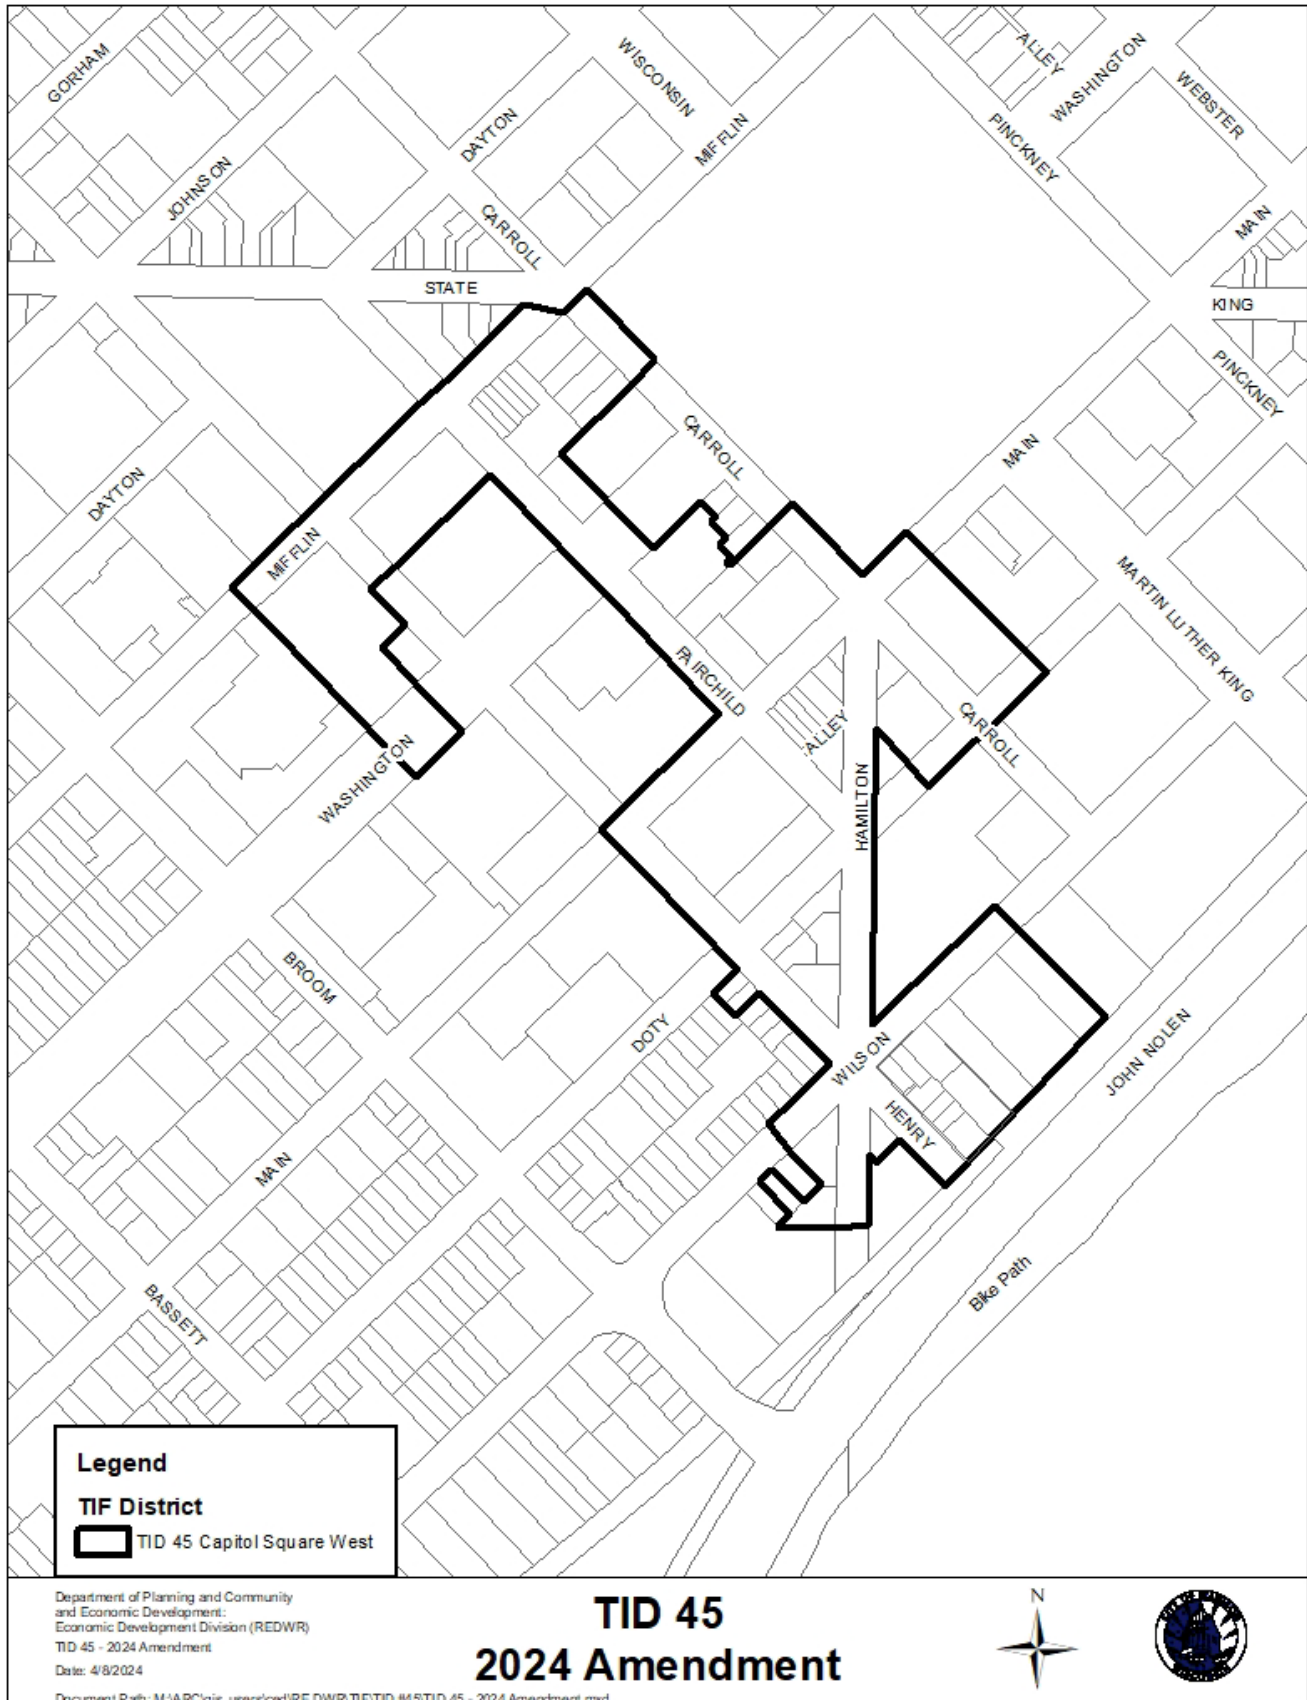 GORHAM
WISCONSIN
ALLEY
WASHINGTON
WEBSTER
DAYTON
MIFFLIN
PINCKNEY
JOHNSON
CARROLL
MAIN
STATE
KING
PINCKNEY
CARROLL
MAIN
DAYTON
MIFFLIN
MARTIN LUTHER KING
FAIRCHILD
ALLEY
CARROLL
WASHINGTON
HAMILTON
BROOM
DOTY
WILSON
JOHN NOLEN
HENRY
MAIN
Bike Path
BASSETT
Legend
TIF District
TID 45 Capitol Square West
Department of Planning and Community
and Economic Development:
Economic Development Division (REDWR)
TID 45 - 2024 Amendment
Date: 4/8/2024
TID 45
2024 Amendment
N